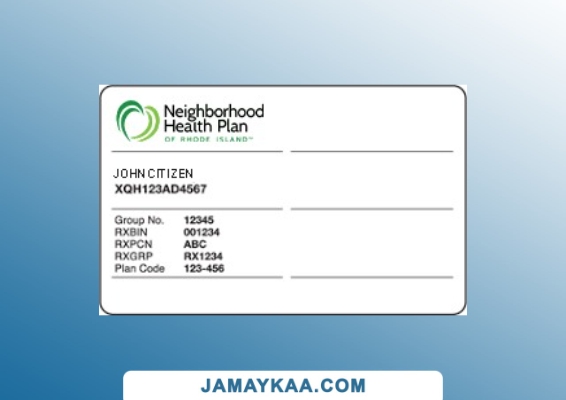 Neighborhood
Health Plan
OF RHODE ISLAND™
JOHN CITIZEN
XQH123AD4567
Group No. 12345
RXBIN 001234
RXPCN ABC
RXGRP RX1234
Plan Code 123-456
JAMAYKAA.COM